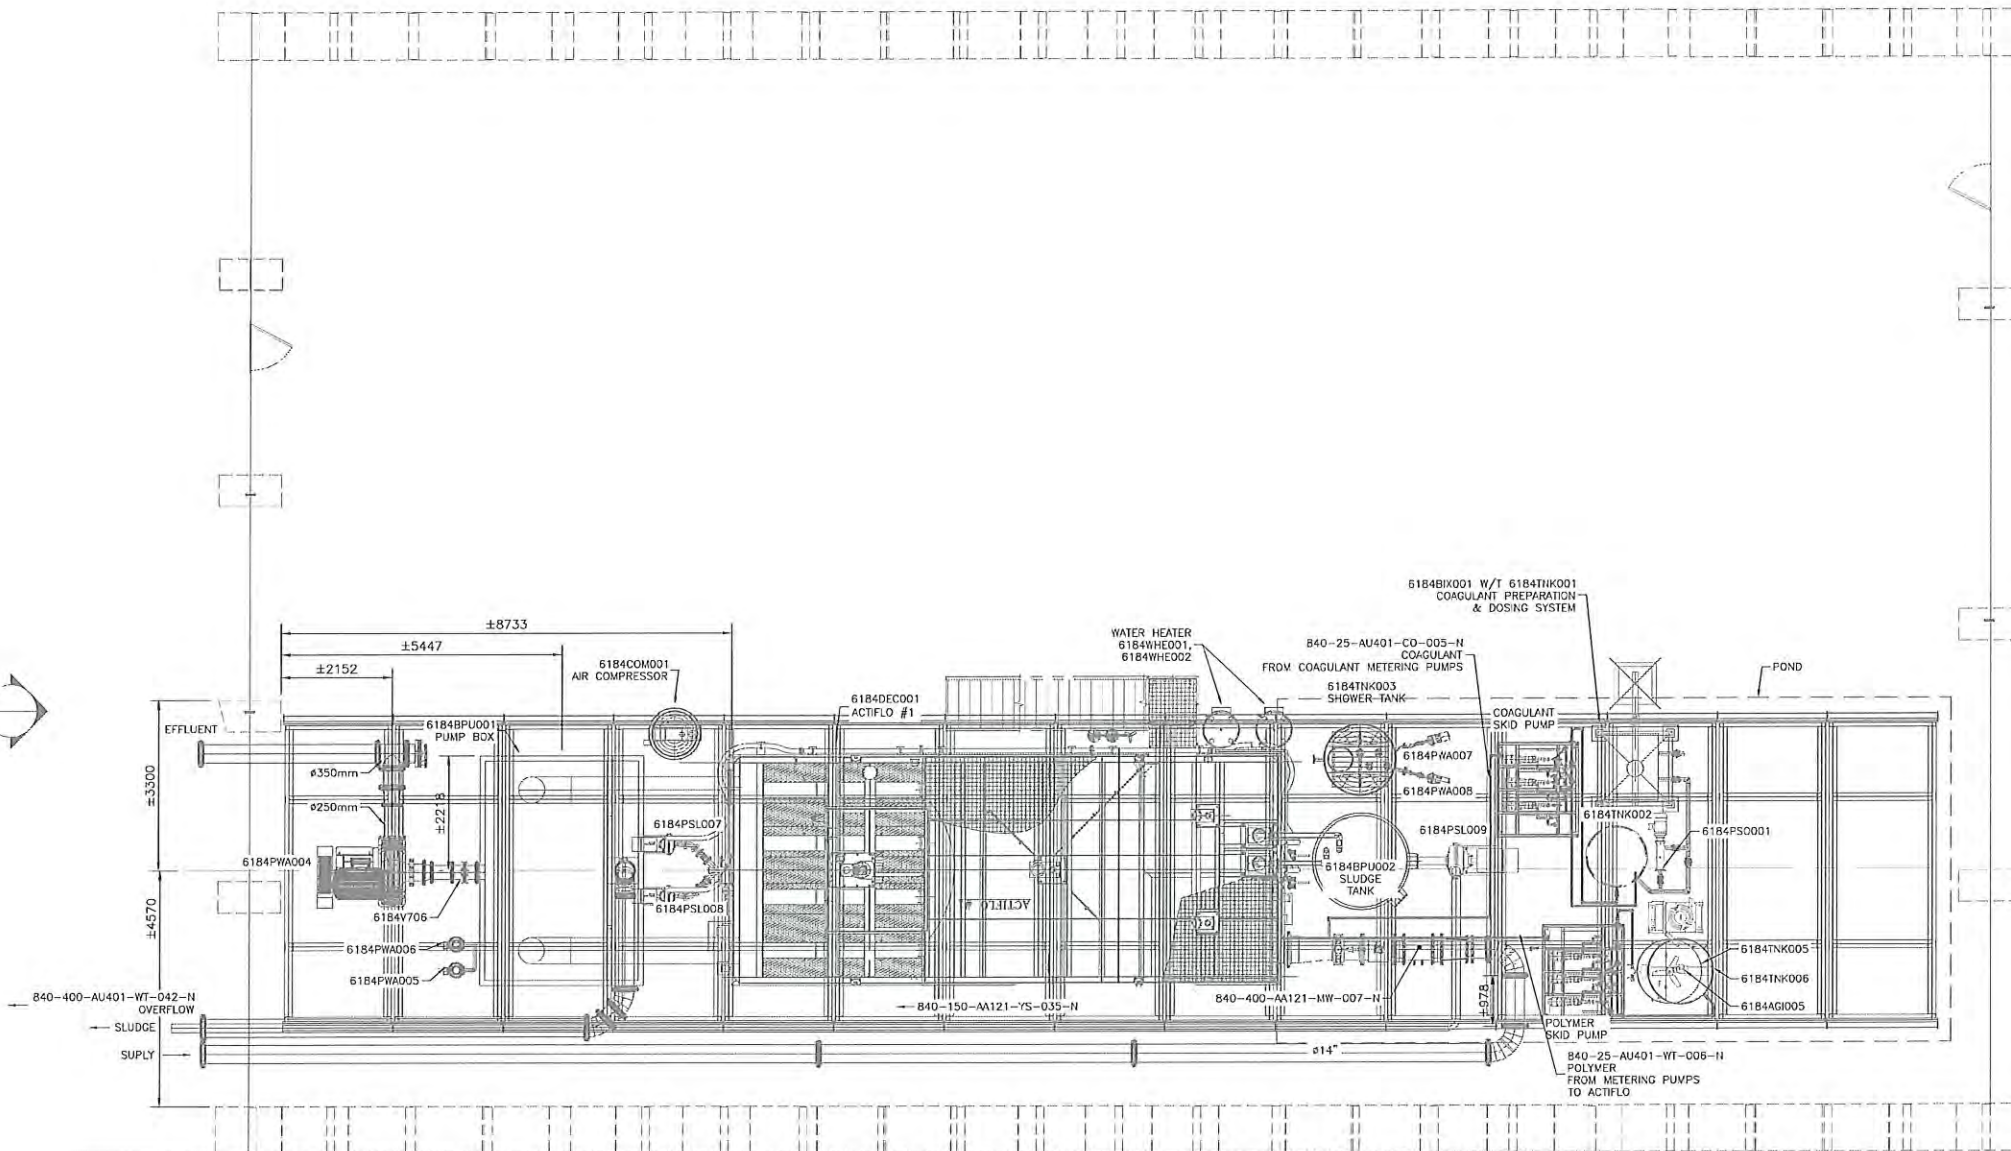 6184BIX001 W/T 6184TNK001
COAGULANT PREPARATION
& DOSING SYSTEM
±8733
±5447
±2152
6184COM001
AIR COMPRESSOR
WATER HEATER
6184WHE001,
6184WHE002
840-25-AU401-CO-005-N
COAGULANT
FROM COAGULANT METERING PUMPS
POND
6184TNK003
SHOWER TANK
6184DEC001
ACTIFLO #1
COAGULANT
SKID PUMP
EFFLUENT
6184BPU001
PUMP BOX
6184PWA007
ø350mm
6184PWA008
±3300
ø250mm
±2218
6184PSL007
6184TNK002
6184PSL009
6184PSO001
6184PWA004
6184BPU002
SLUDGE
TANK
6184PSL008
ACTIFLO #1
6184V706
±4570
6184PWA006
6184TNK005
6184PWA005
6184TNK006
840-400-AU401-WT-042-N
OVERFLOW
840-150-AA121-YS-035-N
840-400-AA121-MW-007-N
±978
6184AGI005
SLUDGE
POLYMER
SKID PUMP
SUPLY
ø14"
840-25-AU401-WT-006-N
POLYMER
FROM METERING PUMPS
TO ACTIFLO